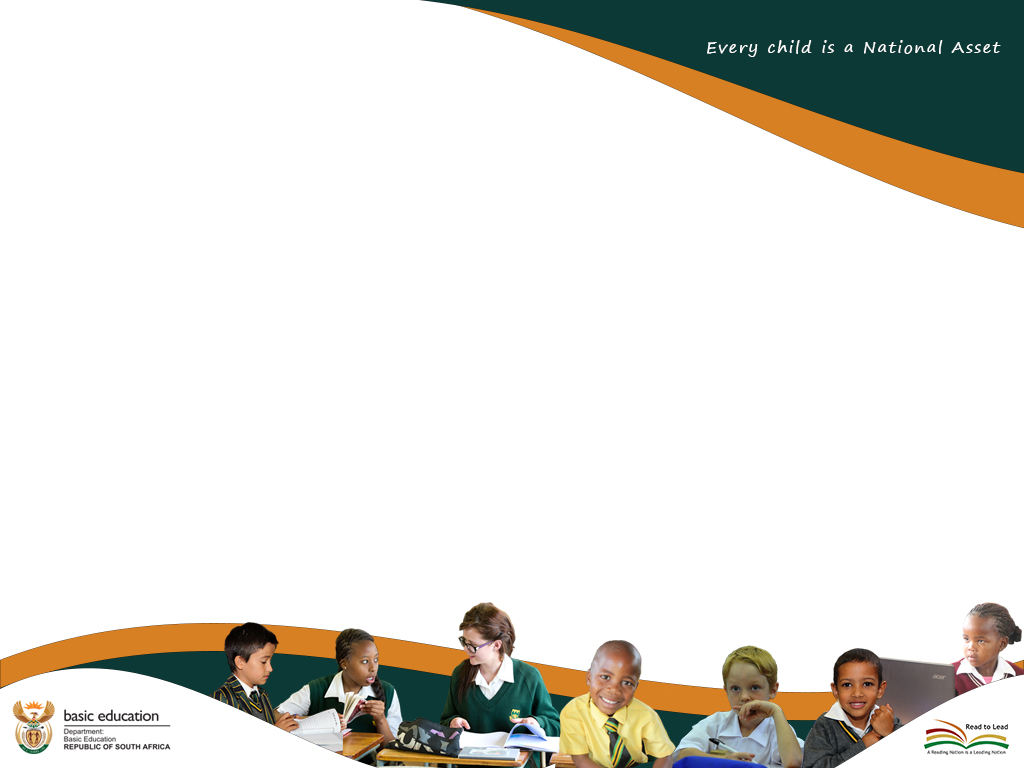 Every child is a National Asset
basic education
Department:
Basic Education
REPUBLIC OF SOUTH AFRICA
acer
Read to Lead
A Reading Nation is a Leading Nation